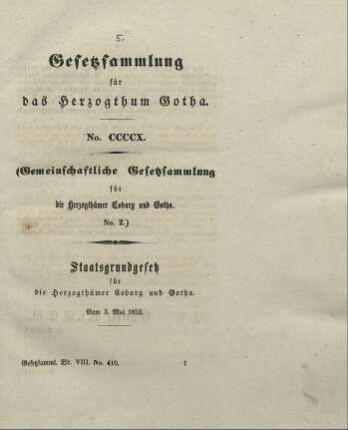 5.
Gesetzsammlung
für
das Herzogthum Gotha.
No. CCCCX.
(Gemeinschaftliche Gesetzsammlung
für
die Herzogthümer Coburg und Gotha.
No. 2.)
Staatsgrundgesetz
für
die Herzogthümer Coburg und Gotha.
Vom 3. Mai 1852.
Gesetzsamml. Bd. VIII. No. 410.